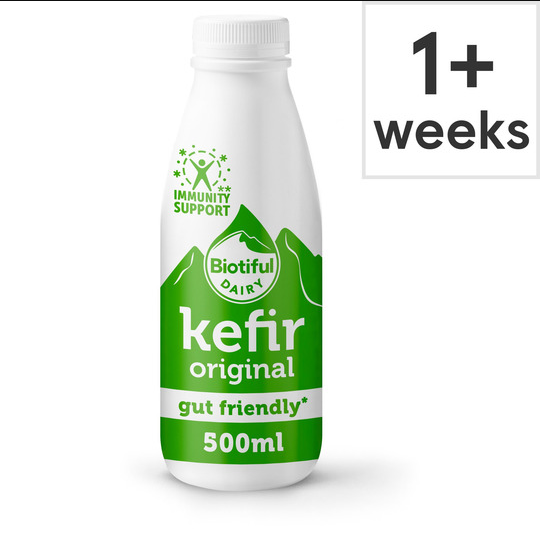 1+
weeks
IMMUNITY**
SUPPORT
Biotiful
DAIRY
kefir
original
gut friendly*
500ml